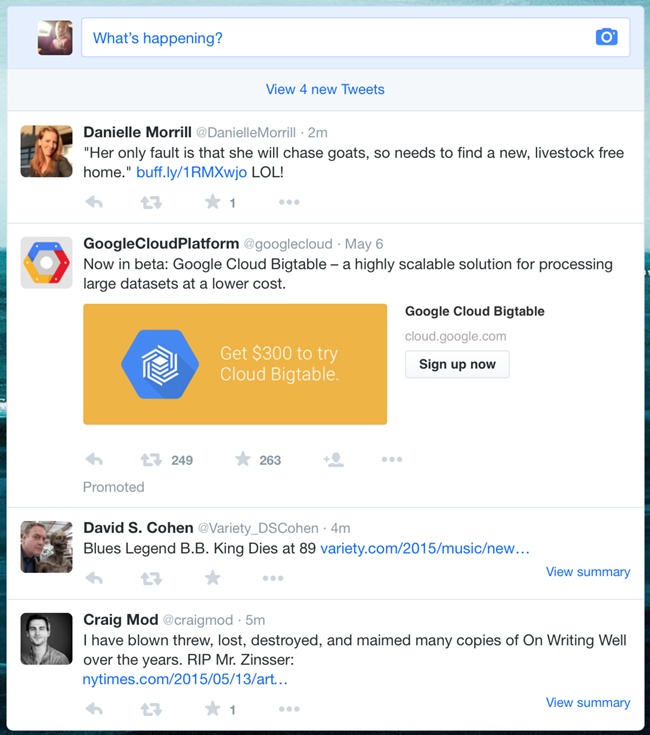 What's happening?
View 4 new Tweets
Danielle Morrill @DanielleMorrill · 2m
"Her only fault is that she will chase goats, so needs to find a new, livestock free
home." buff.ly/1RMXwjo LOL!
1
GoogleCloudPlatform @googlecloud · May 6
Now in beta: Google Cloud Bigtable – a highly scalable solution for processing
large datasets at a lower cost.
Get $300 to try
Cloud Bigtable.
Google Cloud Bigtable
cloud.google.com
Sign up now
249 263
Promoted
David S. Cohen @Variety_DSCohen · 4m
Blues Legend B.B. King Dies at 89 variety.com/2015/music/new…
View summary
Craig Mod @craigmod · 5m
I have blown threw, lost, destroyed, and maimed many copies of On Writing Well
over the years. RIP Mr. Zinsser:
nytimes.com/2015/05/13/art…
View summary
1